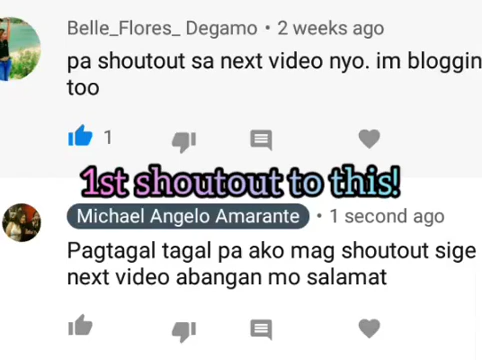 Belle_Flores_ Degamo • 2 weeks ago
pa shoutout sa next video nyo. im bloggin
too
1
1st shoutout to this!
Michael Angelo Amarante • 1 second ago
Pagtagal tagal pa ako mag shoutout sige
next video abangan mo salamat